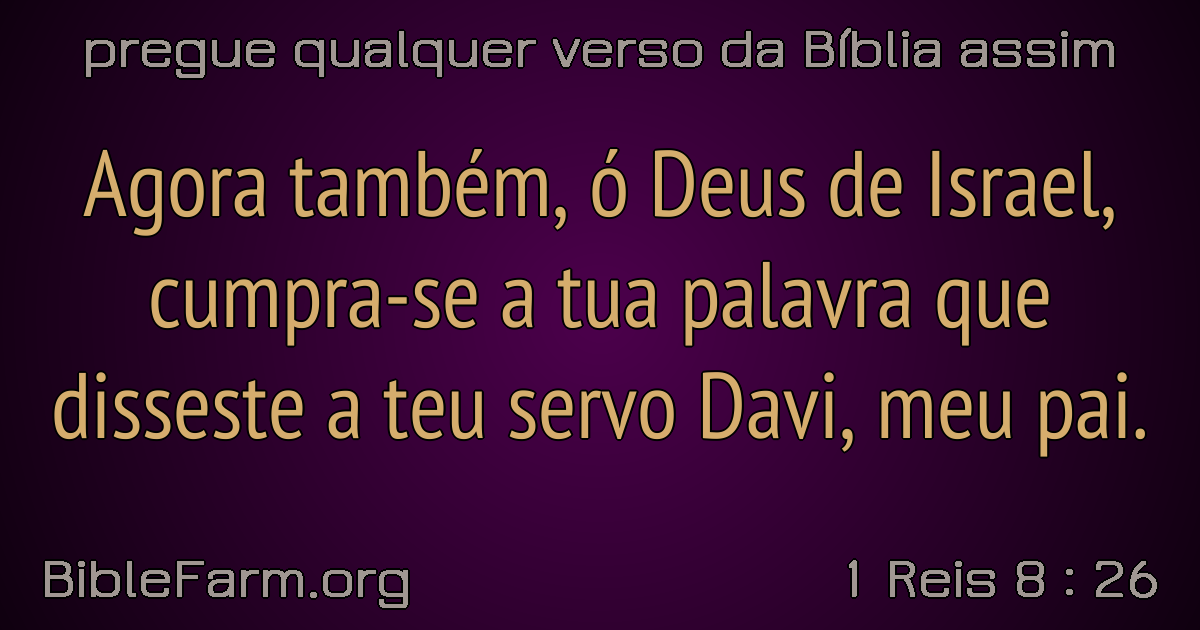 pregue qualquer verso da Bíblia assim
Agora também, ó Deus de Israel,
cumpra-se a tua palavra que
disseste a teu servo Davi, meu pai.
BibleFarm.org
1 Reis 8 : 26